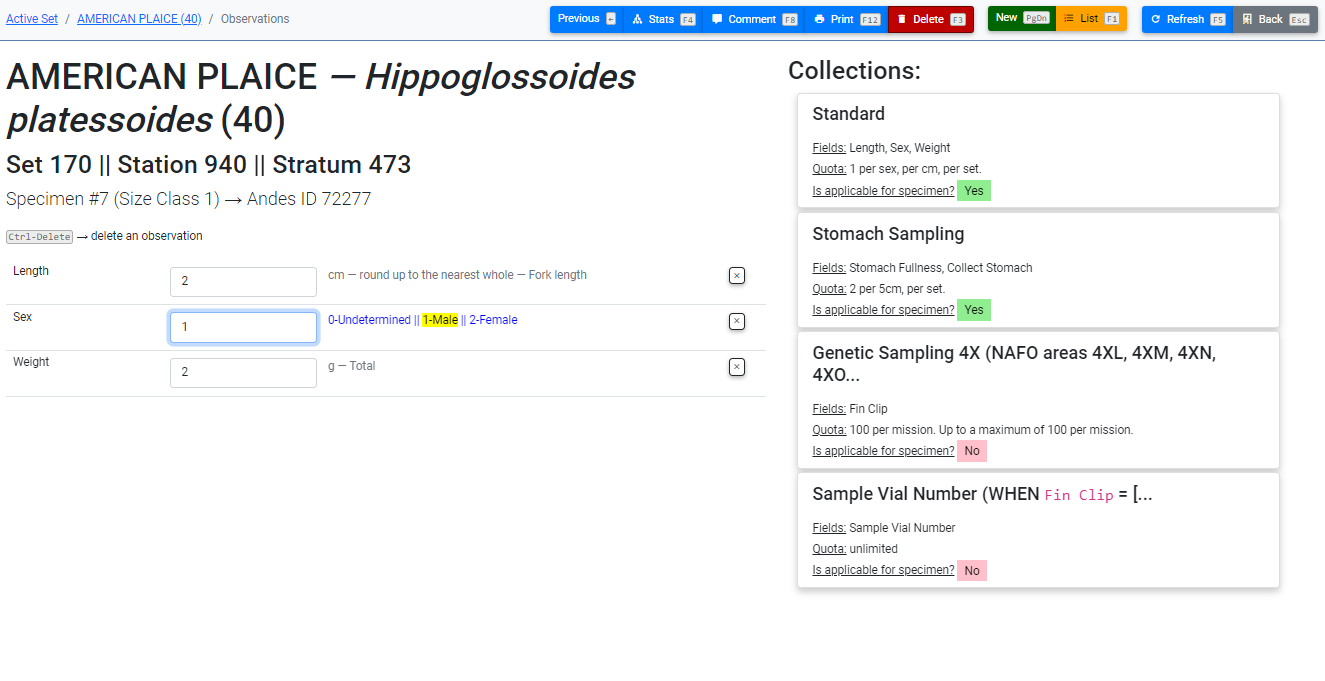 Active Set / AMERICAN PLAICE (40) / Observations
Previous ← Stats F4 Comment F8 Print F12 Delete F3 New PgDn List F1 Refresh F5 Back Esc
AMERICAN PLAICE — Hippoglossoides
platessoides (40)
Set 170 || Station 940 || Stratum 473
Specimen #7 (Size Class 1) → Andes ID 72277
Ctrl-Delete → delete an observation
Length 2 cm — round up to the nearest whole — Fork length ×
Sex 1 0-Undetermined || 1-Male || 2-Female ×
Weight 2 g — Total ×
Collections:
Standard
Fields: Length, Sex, Weight
Quota: 1 per sex, per cm, per set.
Is applicable for specimen? Yes
Stomach Sampling
Fields: Stomach Fullness, Collect Stomach
Quota: 2 per 5cm, per set.
Is applicable for specimen? Yes
Genetic Sampling 4X (NAFO areas 4XL, 4XM, 4XN,
4XO...
Fields: Fin Clip
Quota: 100 per mission. Up to a maximum of 100 per mission.
Is applicable for specimen? No
Sample Vial Number (WHEN Fin Clip = [...
Fields: Sample Vial Number
Quota: unlimited
Is applicable for specimen? No